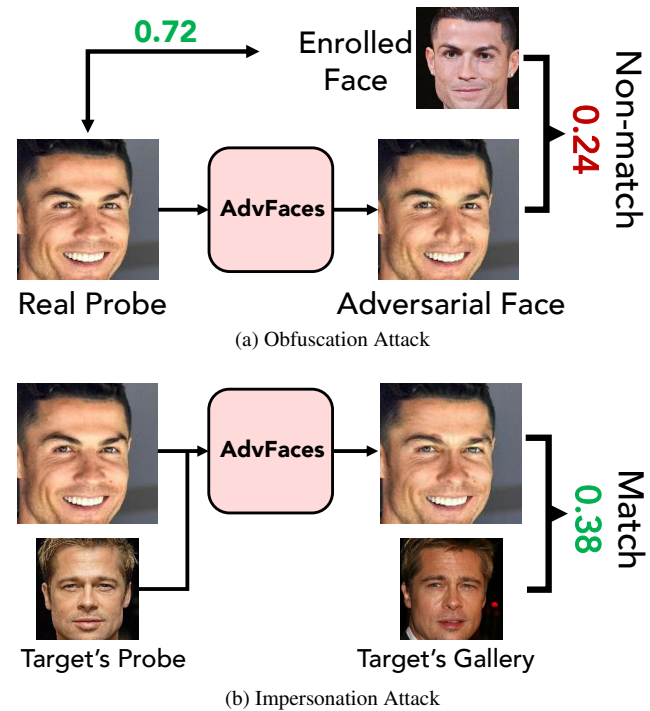 0.72
Enrolled
Face
Non-match
0.24
AdvFaces
Real Probe
Adversarial Face
(a) Obfuscation Attack
AdvFaces
Match
0.38
Target's Probe
Target's Gallery
(b) Impersonation Attack